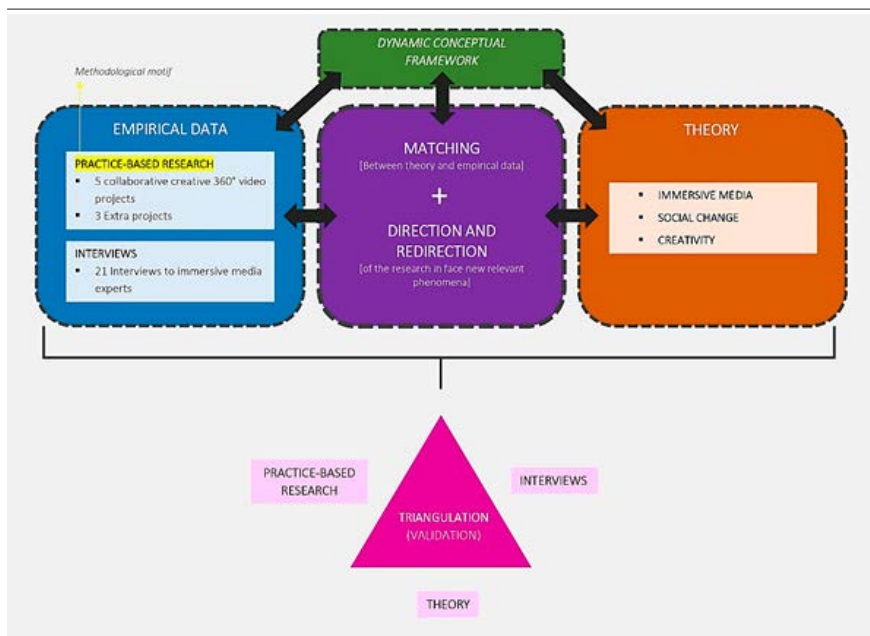 DYNAMIC CONCEPTUAL
FRAMEWORK
Methodological motif
EMPIRICAL DATA
PRACTICE-BASED RESEARCH
▪ 5 collaborative creative 360° video
projects
▪ 3 Extra projects
INTERVIEWS
▪ 21 Interviews to immersive media
experts
MATCHING
[Between theory and empirical data]
+
DIRECTION AND
REDIRECTION
[of the research in face new relevant
phenomena]
THEORY
▪ IMMERSIVE MEDIA
▪ SOCIAL CHANGE
▪ CREATIVITY
PRACTICE-BASED
RESEARCH
INTERVIEWS
TRIANGULATION
(VALIDATION)
THEORY